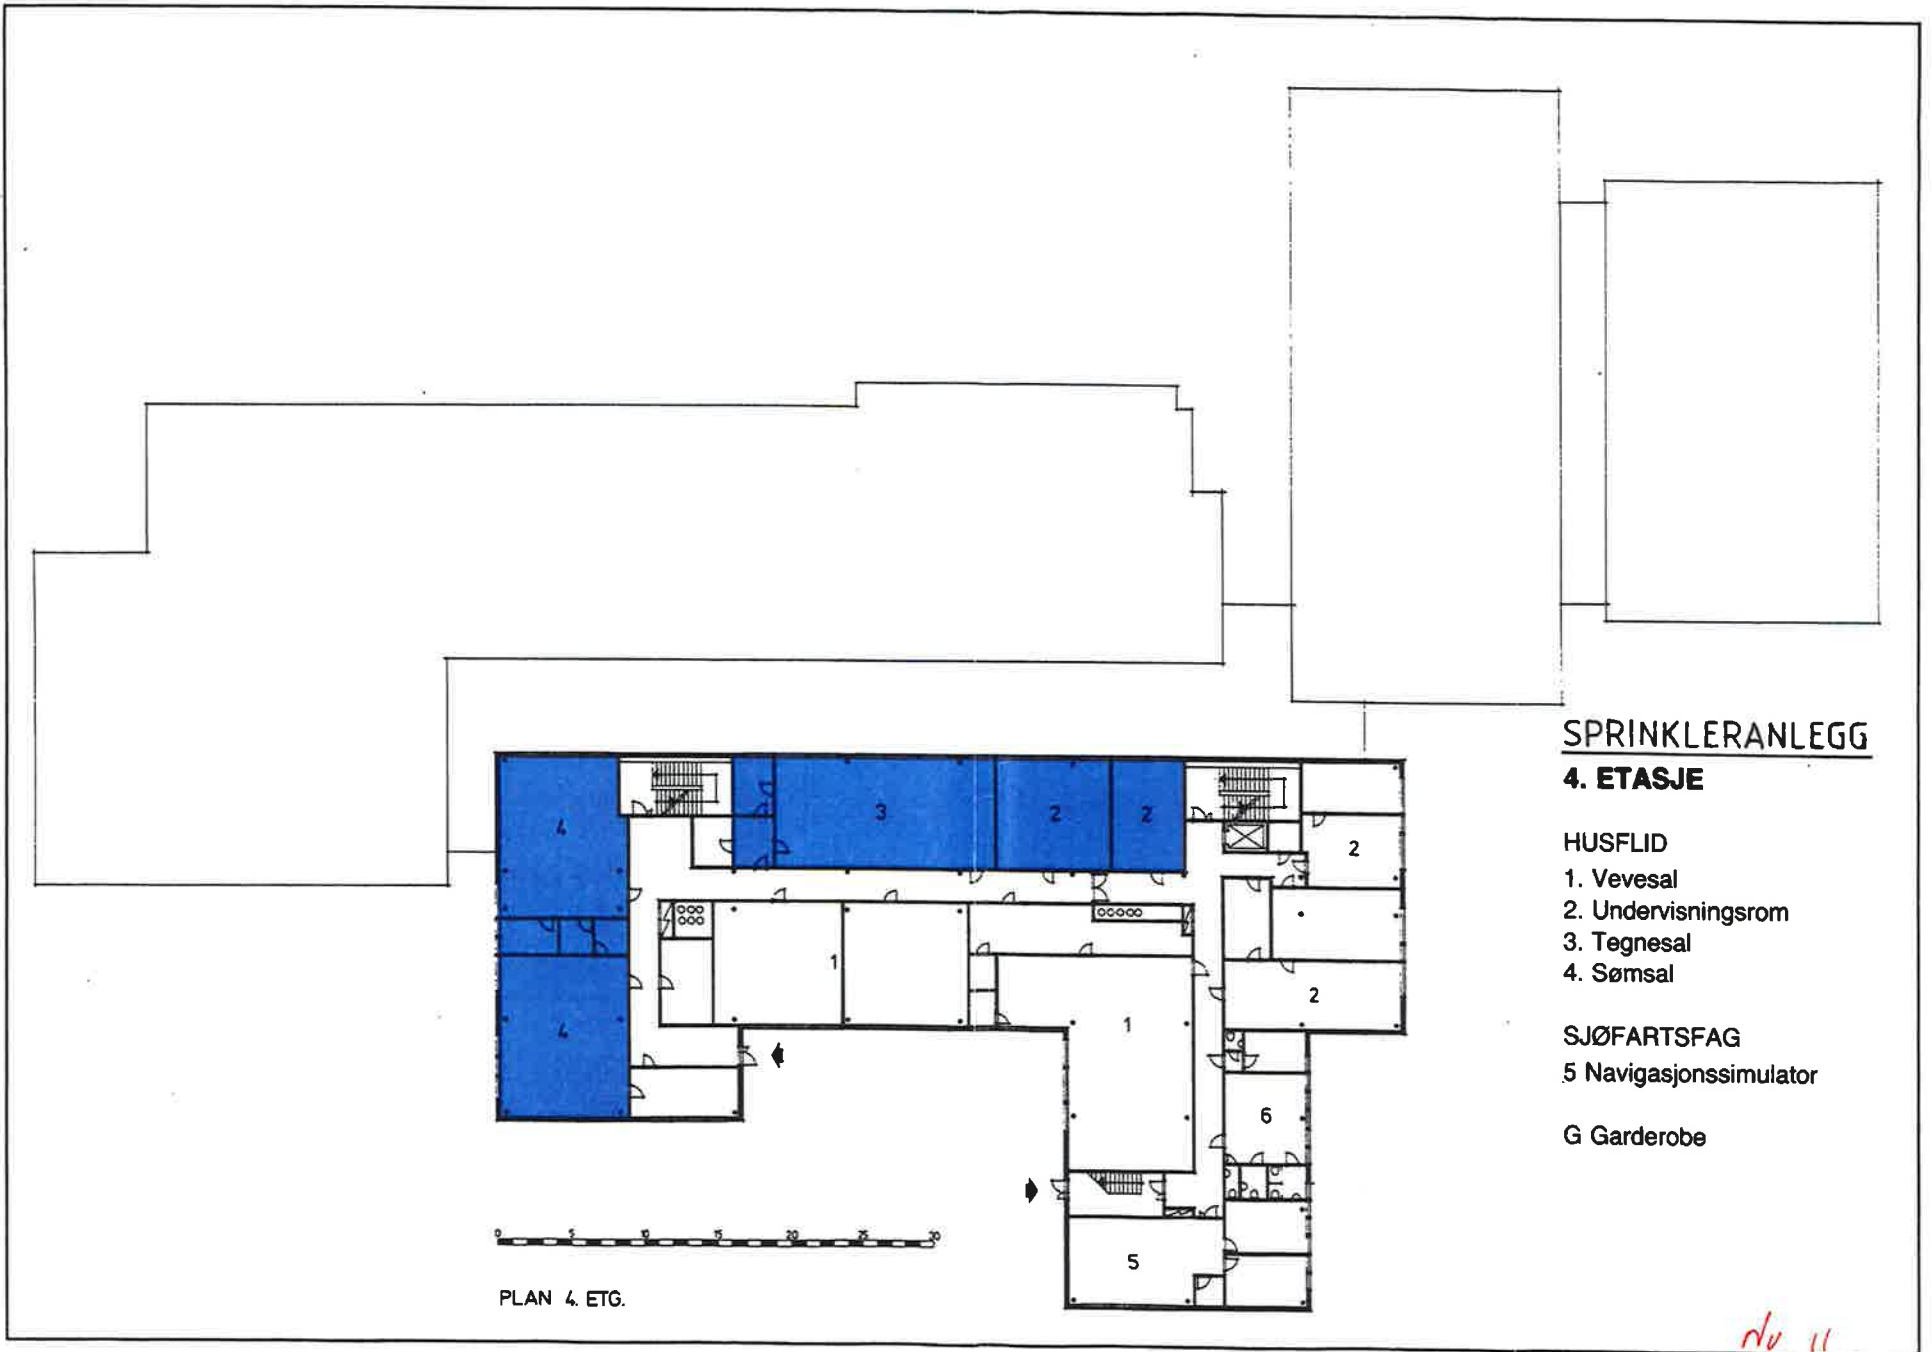 SPRINKLERANLEGG
4. ETASJE
HUSFLID
1. Vevesal
2. Undervisningsrom
3. Tegnesal
4. Sømsal
SJØFARTSFAG
5 Navigasjonssimulator
G Garderobe
4
3
2
2
2
4
1
1
2
6
5
0 5 10 15 20 25 30
PLAN 4. ETG.